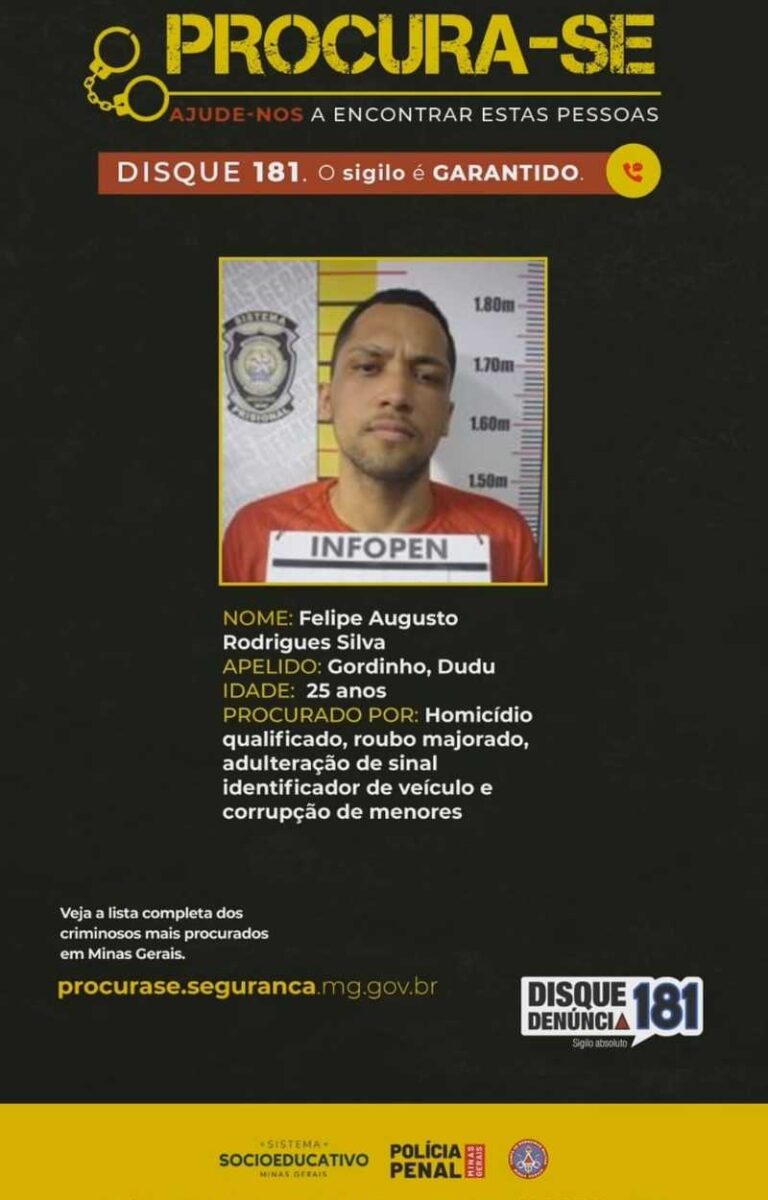 PROCURA-SE
AJUDE-NOS A ENCONTRAR ESTAS PESSOAS
DISQUE 181. O sigilo é GARANTIDO.
SISTEMA
PRISIONAL
1.80m
1.70m
1.60m
1.50m
INFOPEN
NOME: Felipe Augusto
Rodrigues Silva
APELIDO: Gordinho, Dudu
IDADE: 25 anos
PROCURADO POR: Homicídio
qualificado, roubo majorado,
adulteração de sinal
identificador de veículo e
corrupção de menores
Veja a lista completa dos
criminosos mais procurados
em Minas Gerais.
procurase.seguranca.mg.gov.br
DISQUE
DENÚNCIA 181
Sigilo absoluto
SISTEMA
SOCIOEDUCATIVO
MINAS GERAIS
POLÍCIA
PENAL
MINAS
GERAIS